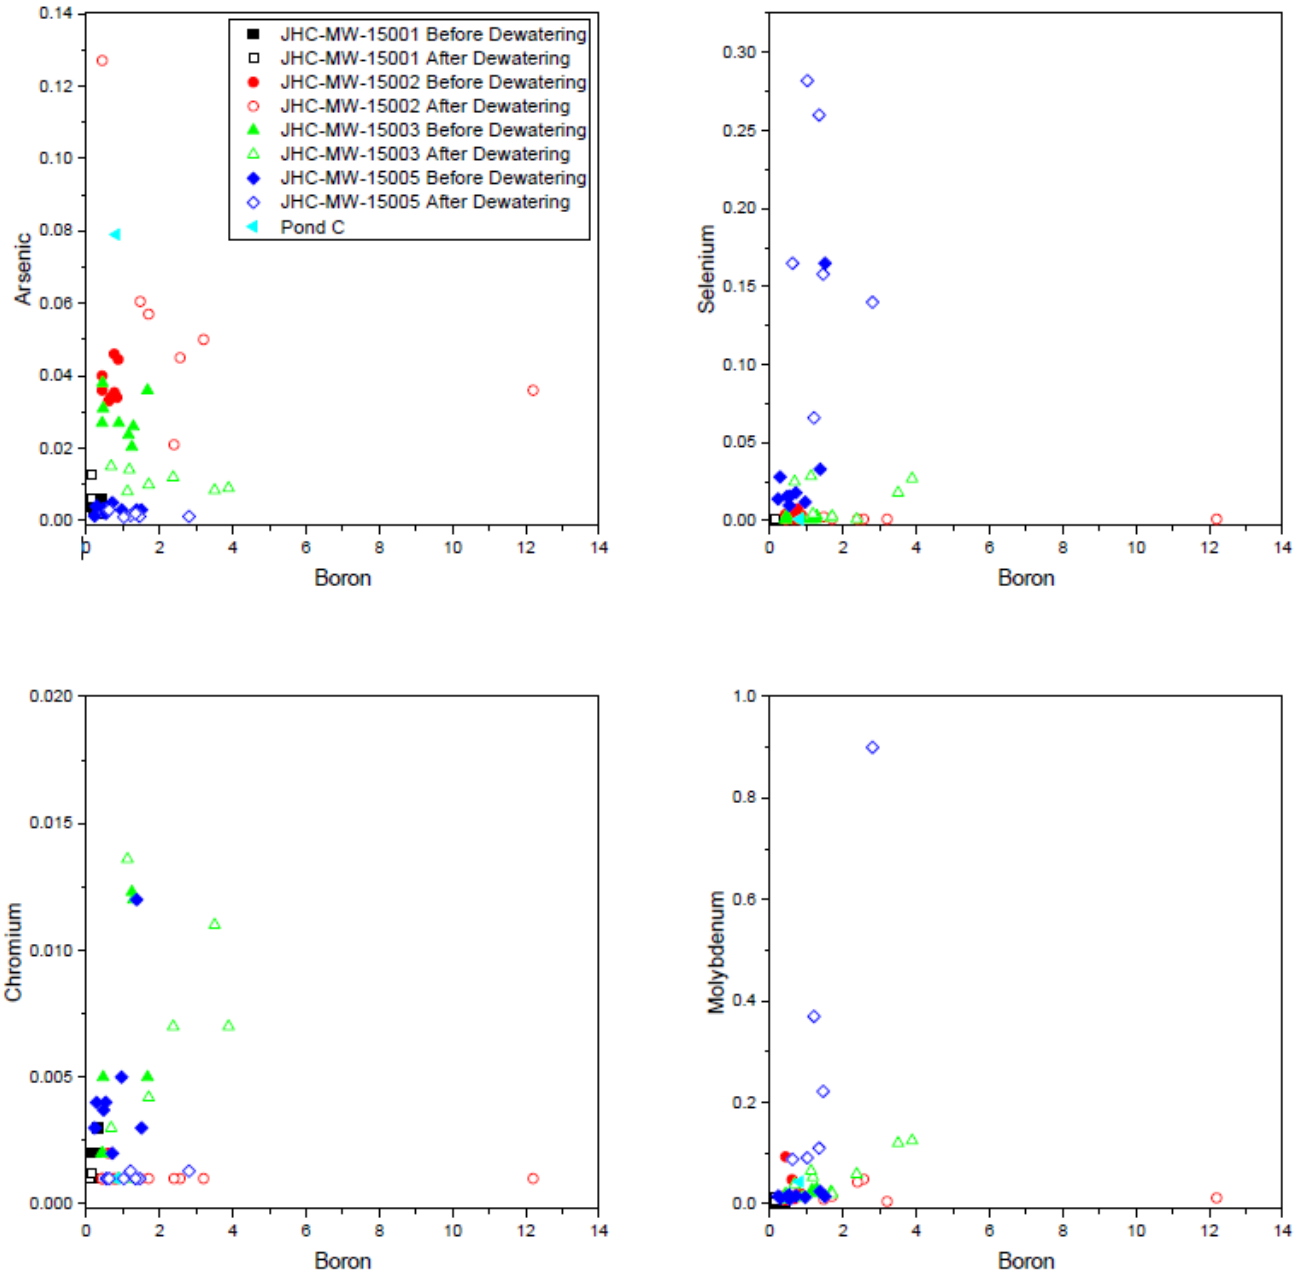 0.14
0.12
0.10
0.08
0.06
0.04
0.02
0.00
Arsenic
0 2 4 6 8 10 12 14
Boron
JHC-MW-15001 Before Dewatering
JHC-MW-15001 After Dewatering
JHC-MW-15002 Before Dewatering
JHC-MW-15002 After Dewatering
JHC-MW-15003 Before Dewatering
JHC-MW-15003 After Dewatering
JHC-MW-15005 Before Dewatering
JHC-MW-15005 After Dewatering
Pond C
0.30
0.25
0.20
0.15
0.10
0.05
0.00
Selenium
0 2 4 6 8 10 12 14
Boron
0.020
0.015
0.010
0.005
0.000
Chromium
0 2 4 6 8 10 12 14
Boron
1.0
0.8
0.6
0.4
0.2
0.0
Molybdenum
0 2 4 6 8 10 12 14
Boron